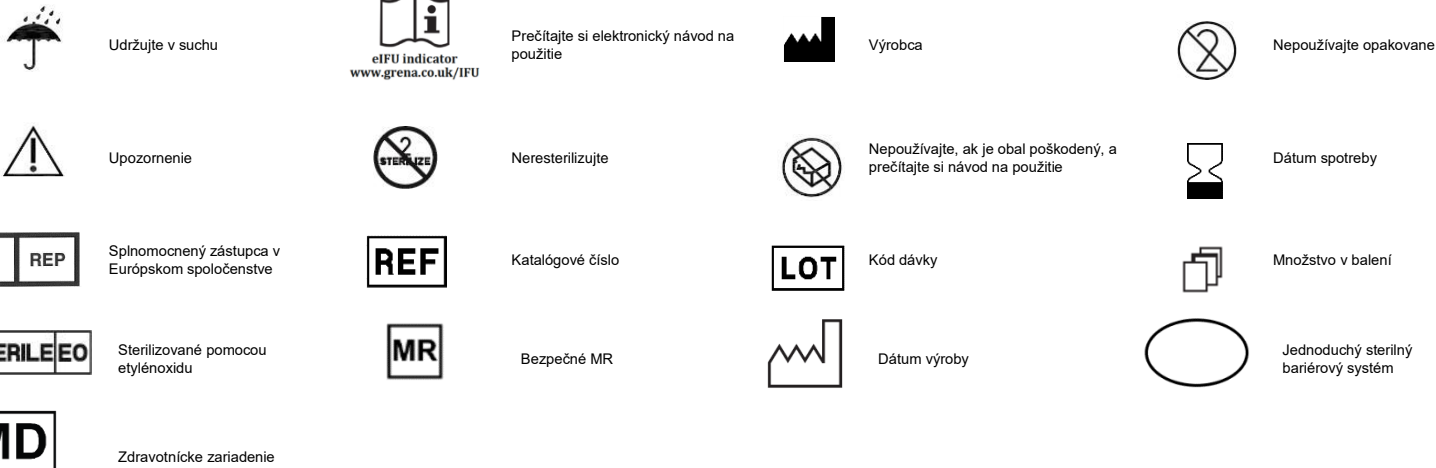 Udržujte v suchu
i
eIFU indicator
www.grena.co.uk/IFU
Prečítajte si elektronický návod na
použitie
Výrobca
2
Nepoužívajte opakovane
Upozornenie
2
STERILIZE
Neresterilizujte
Nepoužívajte, ak je obal poškodený, a
prečítajte si návod na použitie
Dátum spotreby
REP
Splnomocnený zástupca v
Európskom spoločenstve
REF
Katalógové číslo
LOT
Kód dávky
Množstvo v balení
ERILE EO
Sterilizované pomocou
etylénoxidu
MR
Bezpečné MR
Dátum výroby
Jednoduchý sterilný
bariérový systém
MD
Zdravotnícke zariadenie